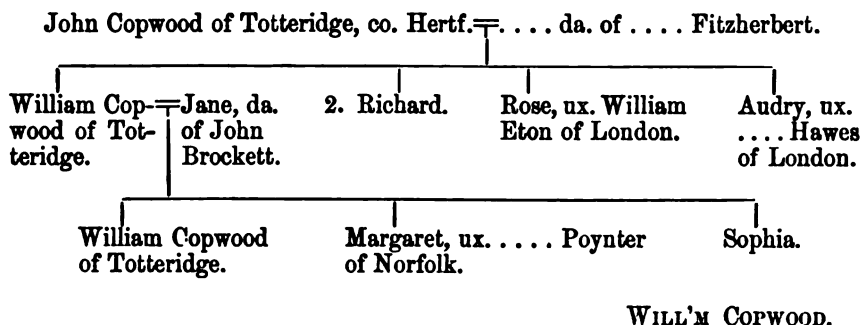 John Copwood of Totteridge, co. Hertf.=. . . . da. of . . . . Fitzherbert.
William Cop-=Jane, da. 2. Richard. Rose, ux. William Audry, ux.
wood of Tot- of John Eton of London. . . . . Hawes
teridge. Brockett. of London.
William Copwood Margaret, ux. . . . . Poynter Sophia.
of Totteridge. of Norfolk.
WILL'M COPWOOD.